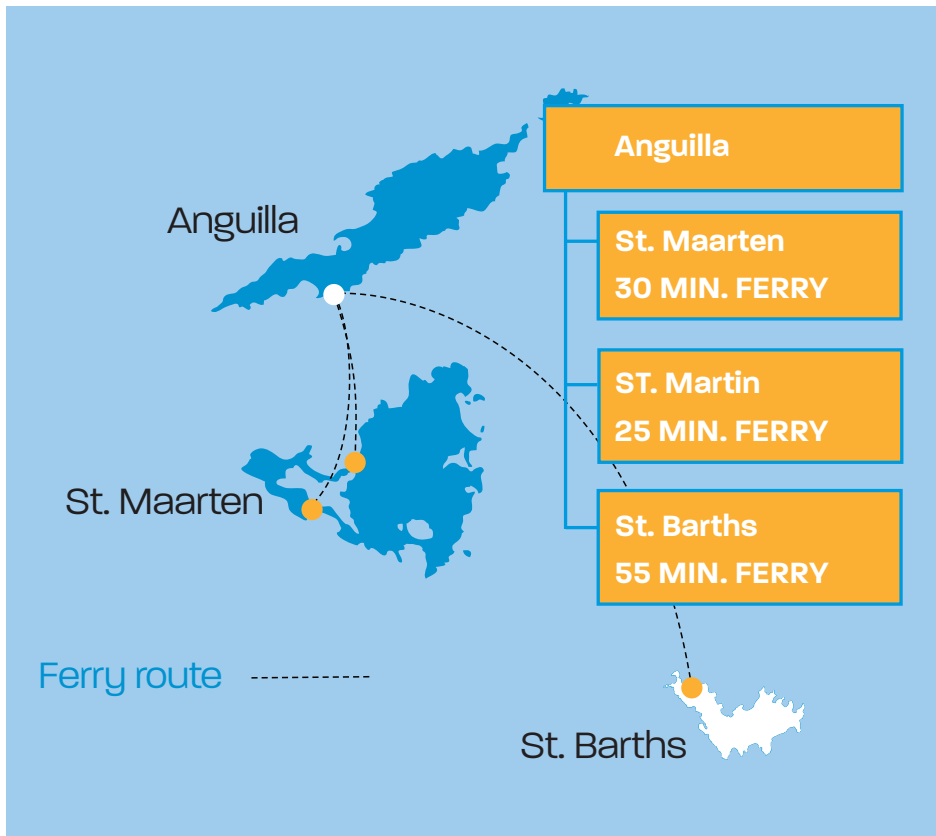 Anguilla
Anguilla
St. Maarten
30 MIN. FERRY
ST. Martin
25 MIN. FERRY
St. Maarten
St. Barths
55 MIN. FERRY
Ferry route
St. Barths